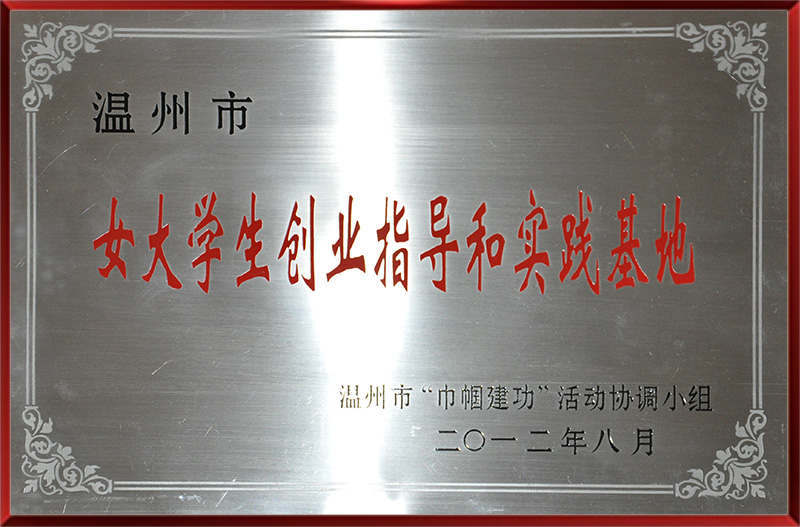 温州市
女大学生创业指导和实践基地
温州市“巾帼建功”活动协调小组
二〇一二年八月